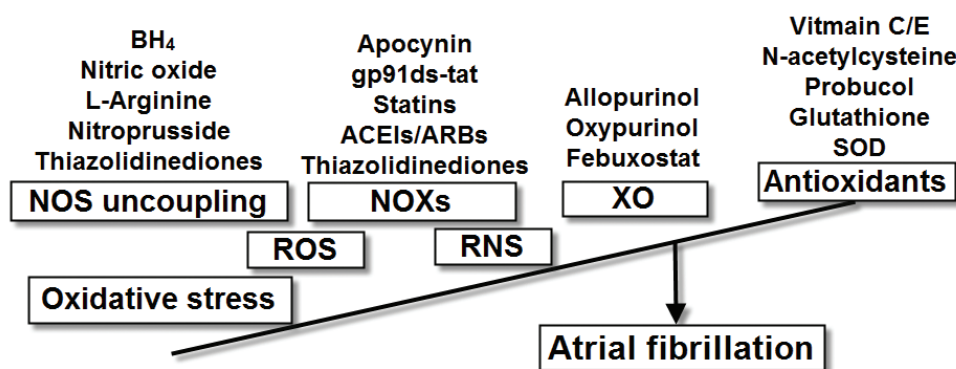 BH₄
Nitric oxide
L-Arginine
Nitroprusside
Thiazolidinediones
NOS uncoupling
Apocynin
gp91ds-tat
Statins
ACEIs/ARBs
Thiazolidinediones
NOXs
Allopurinol
Oxypurinol
Febuxostat
XO
Vitmain C/E
N-acetylcysteine
Probucol
Glutathione
SOD
Antioxidants
ROS
RNS
Oxidative stress
Atrial fibrillation